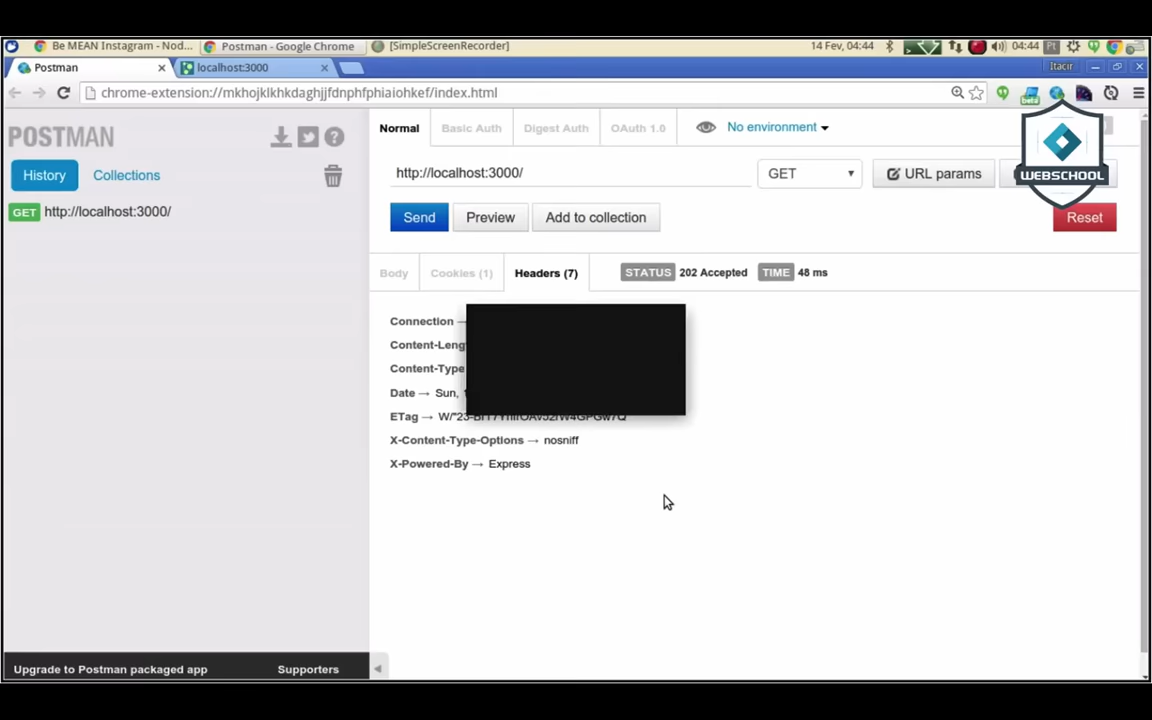 Be MEAN Instagram - Nod... Postman - Google Chrome [SimpleScreenRecorder] 14 Fev, 04:44 04:44 Pt
Postman localhost:3000/ Itacir
chrome-extension://mkhojklkhkdaghjjfdnphfphiaiohkef/index.html beta
POSTMAN Normal Basic Auth Digest Auth OAuth 1.0 No environment
History Collections http://localhost:3000/ GET URL params WEBSCHOOL
GET http://localhost:3000/ Send Preview Add to collection Reset
Body Cookies (1) Headers (7) STATUS 202 Accepted TIME 48 ms
Connection →
Content-Leng
Content-Type
Date → Sun,
ETag →
X-Content-Type-Options → nosniff
X-Powered-By → Express
Upgrade to Postman packaged app Supporters